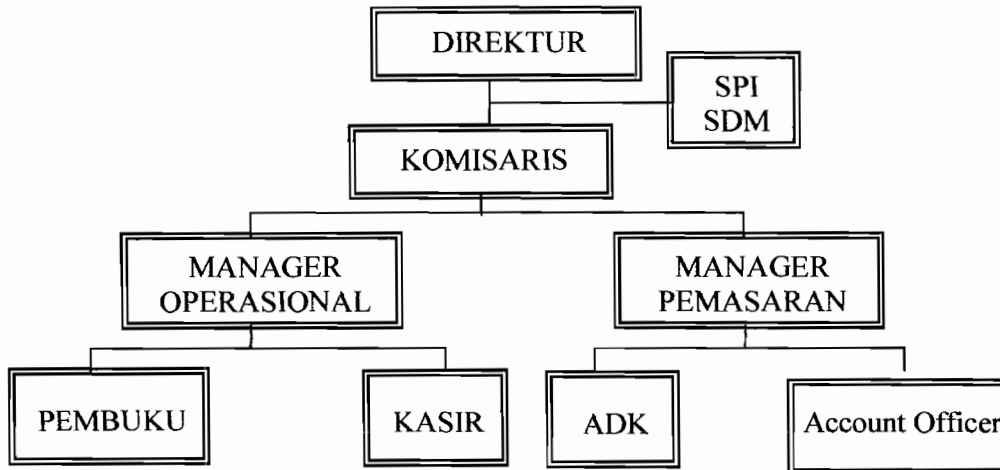 DIREKTUR
SPI
SDM
KOMISARIS
MANAGER
OPERASIONAL
MANAGER
PEMASARAN
PEMBUKU
KASIR
ADK
Account Officer